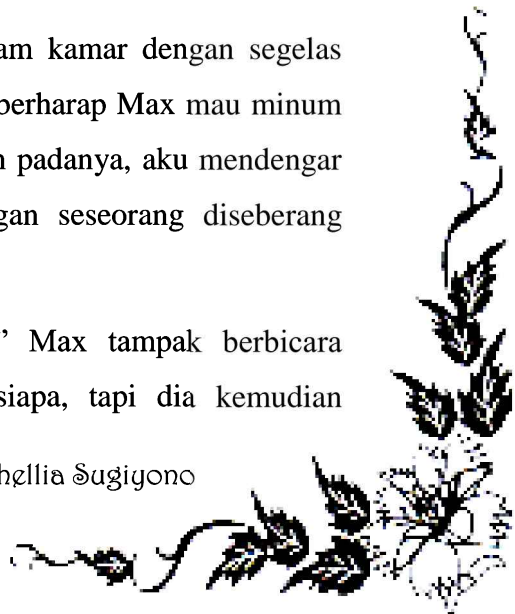 am kamar dengan segelas
berharap Max mau minum
padanya, aku mendengar
gan seseorang diseberang
” Max tampak berbicara
siapa, tapi dia kemudian
hellia Sugiyono